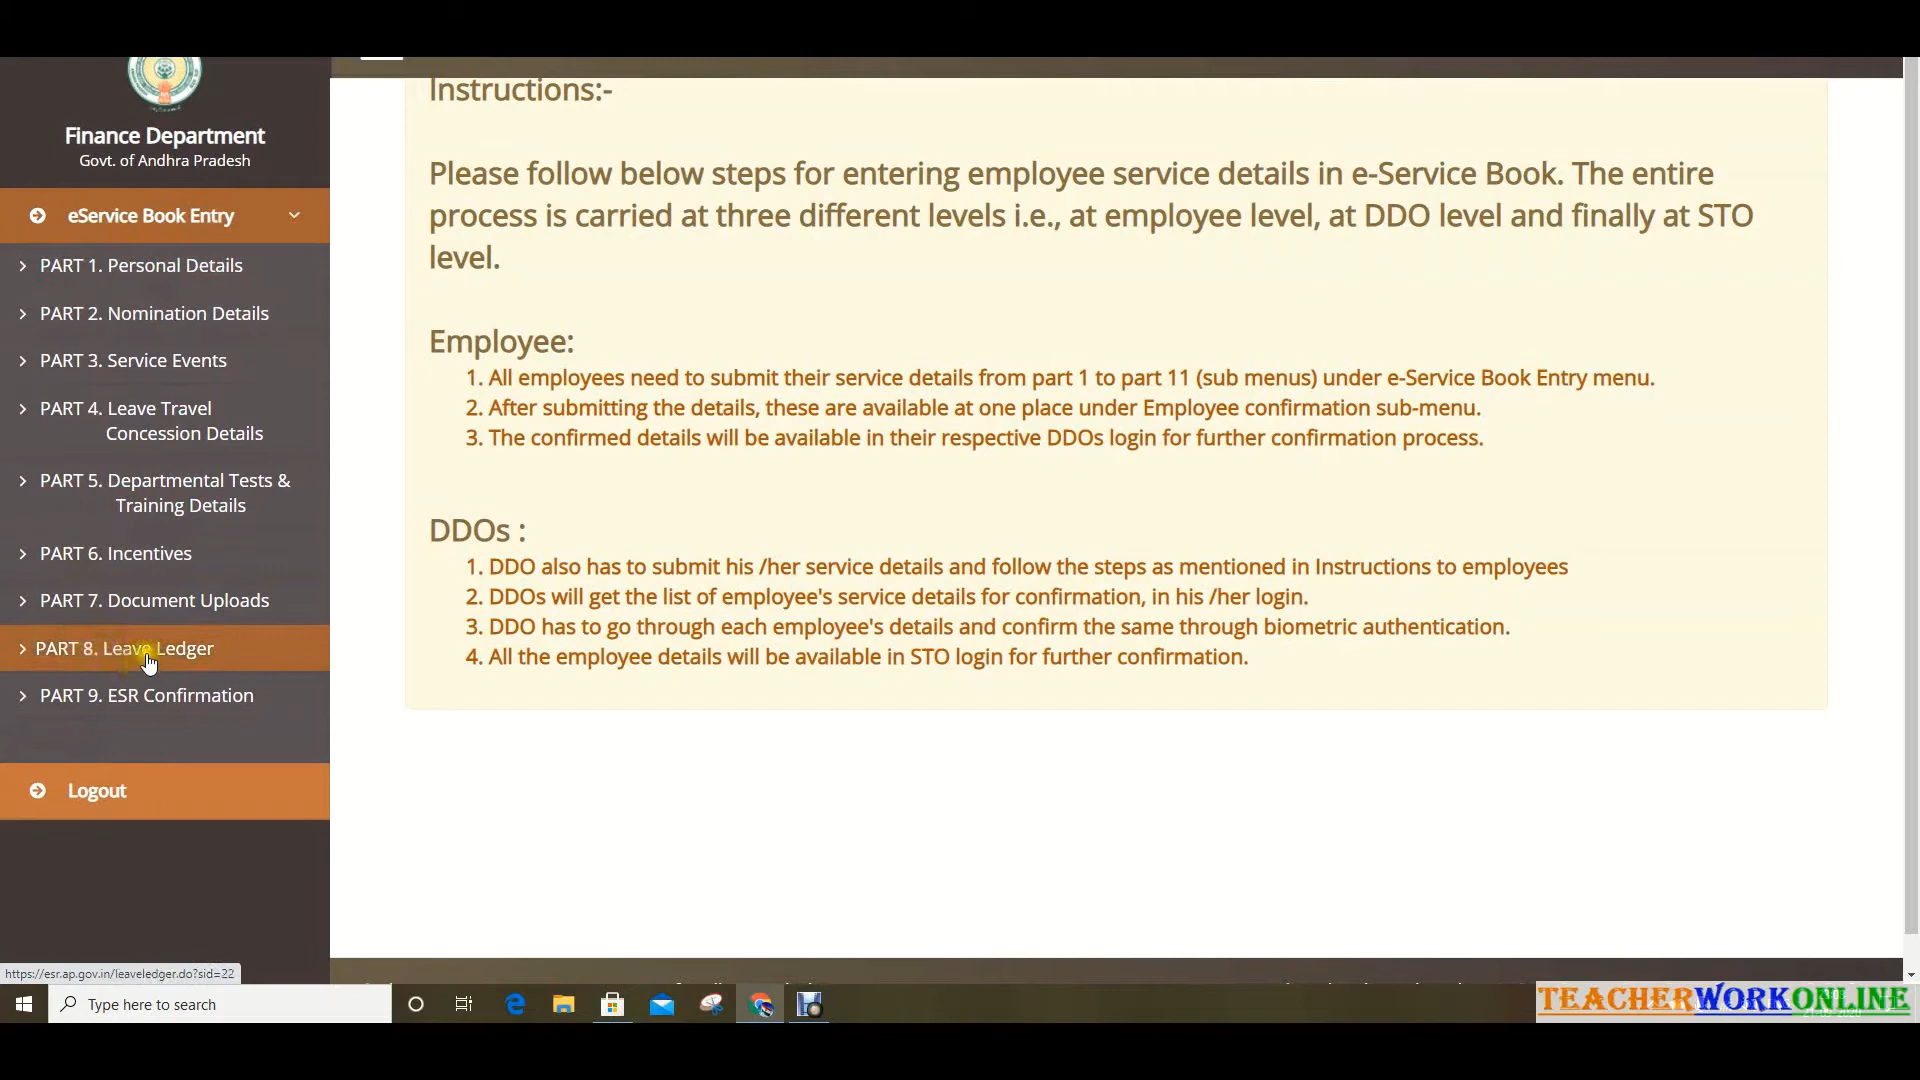 Finance Department
Govt. of Andhra Pradesh
eService Book Entry
PART 1. Personal Details
PART 2. Nomination Details
PART 3. Service Events
PART 4. Leave Travel
Concession Details
PART 5. Departmental Tests &
Training Details
PART 6. Incentives
PART 7. Document Uploads
PART 8. Leave Ledger
PART 9. ESR Confirmation
Logout
Instructions:-
Please follow below steps for entering employee service details in e-Service Book. The entire
process is carried at three different levels i.e., at employee level, at DDO level and finally at STO
level.
Employee:
1. All employees need to submit their service details from part 1 to part 11 (sub menus) under e-Service Book Entry menu.
2. After submitting the details, these are available at one place under Employee confirmation sub-menu.
3. The confirmed details will be available in their respective DDOs login for further confirmation process.
DDOs :
1. DDO also has to submit his /her service details and follow the steps as mentioned in Instructions to employees
2. DDOs will get the list of employee's service details for confirmation, in his /her login.
3. DDO has to go through each employee's details and confirm the same through biometric authentication.
4. All the employee details will be available in STO login for further confirmation.
https://esr.ap.gov.in/leaveledger.do?sid=22
Type here to search
TEACHERWORKONLINE